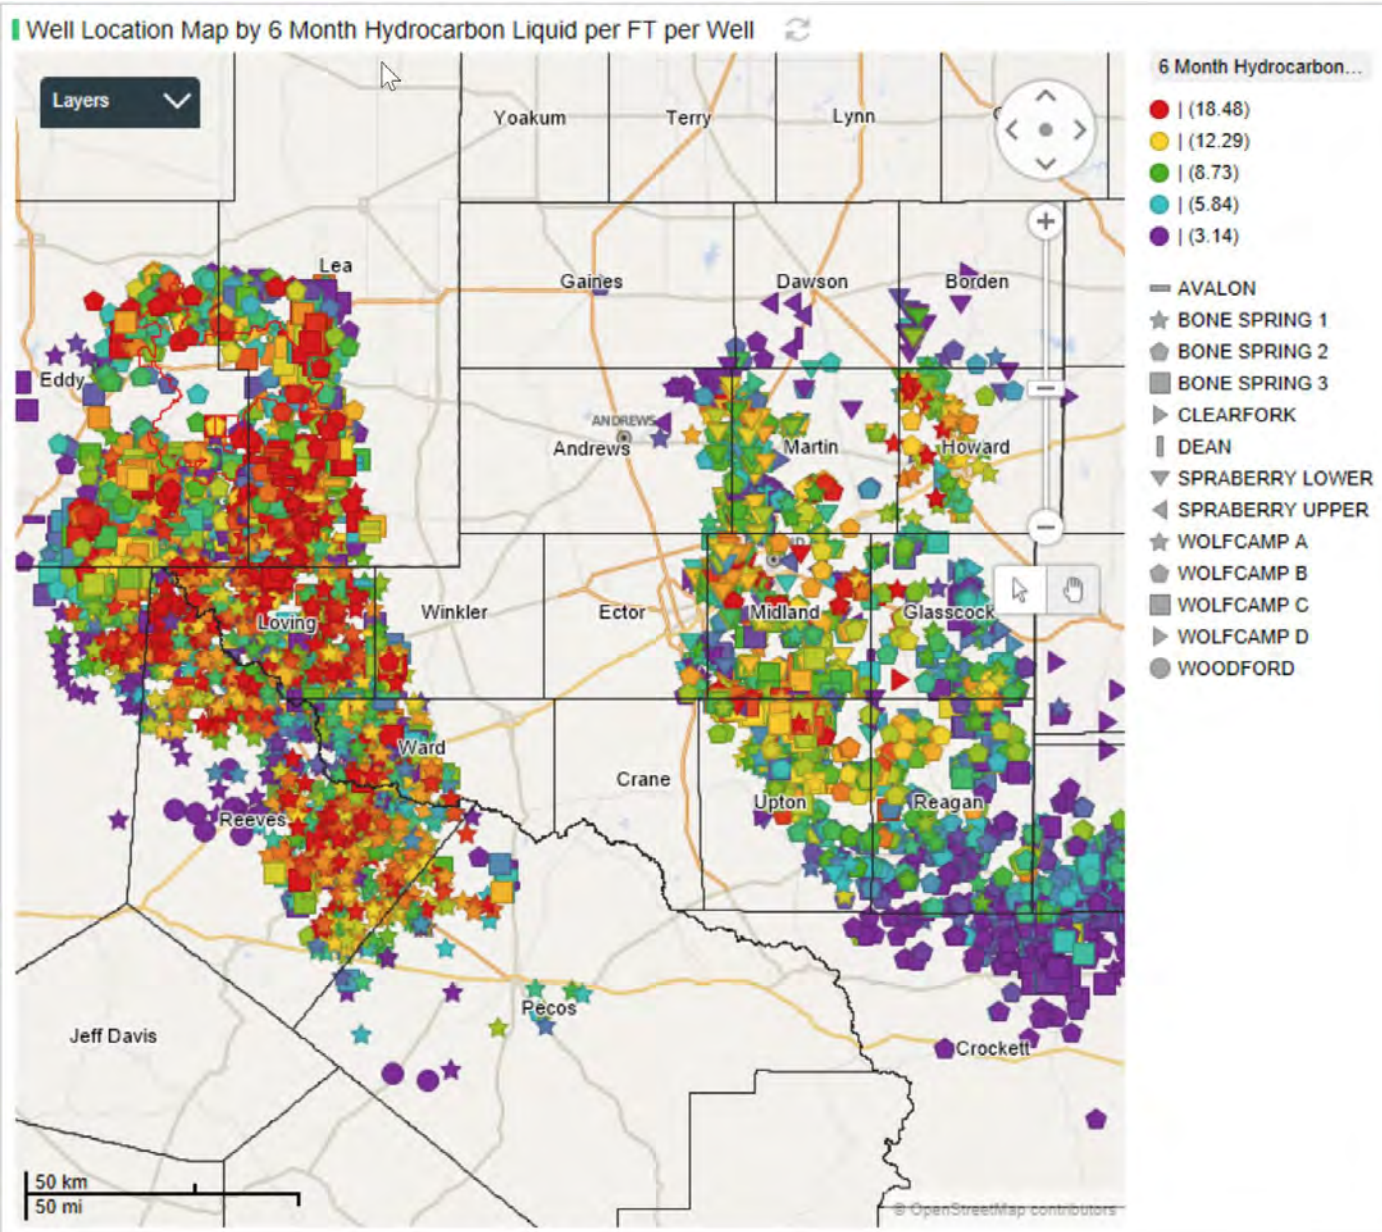 Well Location Map by 6 Month Hydrocarbon Liquid per FT per Well
Layers
6 Month Hydrocarbon...
| (18.48)
| (12.29)
| (8.73)
| (5.84)
| (3.14)
AVALON
BONE SPRING 1
BONE SPRING 2
BONE SPRING 3
CLEARFORK
DEAN
SPRABERRY LOWER
SPRABERRY UPPER
WOLFCAMP A
WOLFCAMP B
WOLFCAMP C
WOLFCAMP D
WOODFORD
Yoakum
Terry
Lynn
Lea
Gaines
Dawson
Borden
Eddy
ANDREWS
Andrews
Martin
Howard
Loving
Winkler
Ector
Midland
Glasscock
Ward
Crane
Upton
Reagan
Reeves
Pecos
Jeff Davis
Crockett
50 km
50 mi
© OpenStreetMap contributors